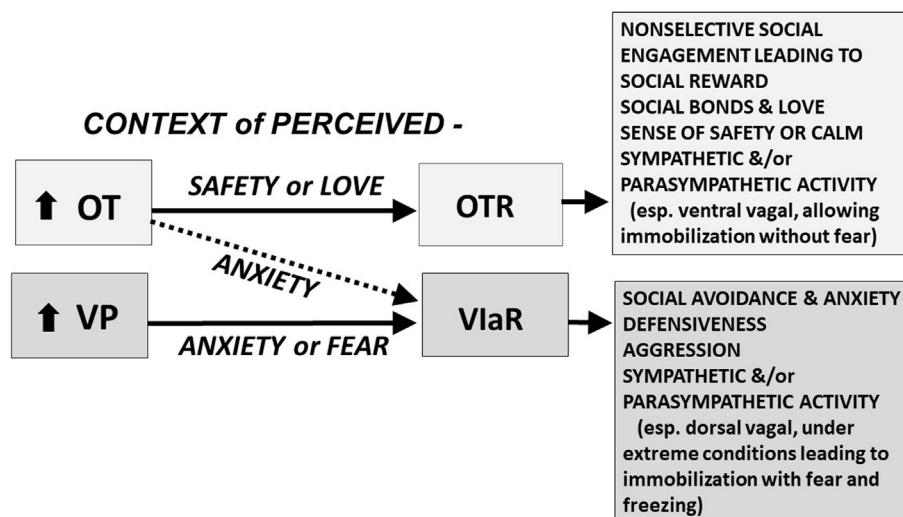 CONTEXT of PERCEIVED -
⬆ OT
SAFETY or LOVE
OTR
NONSELECTIVE SOCIAL
ENGAGEMENT LEADING TO
SOCIAL REWARD
SOCIAL BONDS & LOVE
SENSE OF SAFETY OR CALM
SYMPATHETIC &/or
PARASYMPATHETIC ACTIVITY
(esp. ventral vagal, allowing
immobilization without fear)
ANXIETY
⬆ VP
ANXIETY or FEAR
VIaR
SOCIAL AVOIDANCE & ANXIETY
DEFENSIVENESS
AGGRESSION
SYMPATHETIC &/or
PARASYMPATHETIC ACTIVITY
(esp. dorsal vagal, under
extreme conditions leading to
immobilization with fear and
freezing)